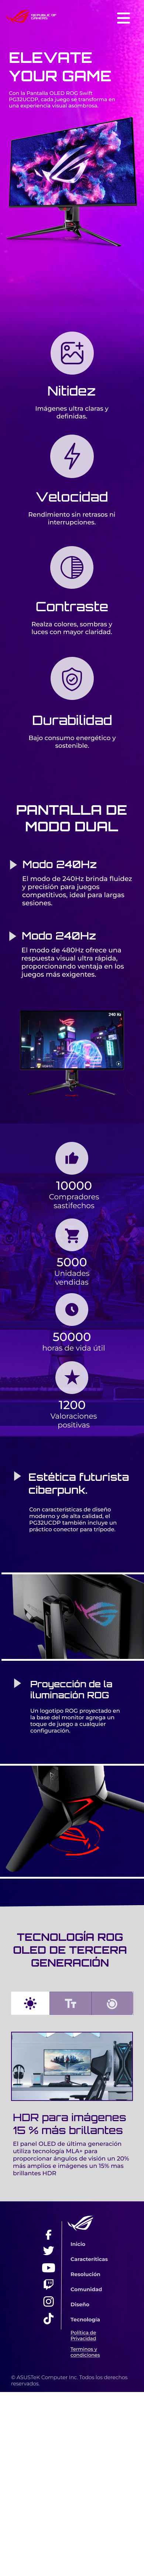 REPUBLIC OF
GAMERS
ELEVATE
YOUR GAME
Con la Pantalla OLED ROG Swift
PG32UCDP, cada juego se transforma en
una experiencia visual asombrosa.
Nitidez
Imágenes ultra claras y
definidas.
Velocidad
Rendimiento sin retrasos ni
interrupciones.
Contraste
Realza colores, sombras y
luces con mayor claridad.
Durabilidad
Bajo consumo energético y
sostenible.
PANTALLA DE
MODO DUAL
Modo 240Hz
El modo de 240Hz brinda fluidez
y precisión para juegos
competitivos, ideal para largas
sesiones.
Modo 240Hz
El modo de 480Hz ofrece una
respuesta visual ultra rápida,
proporcionando ventaja en los
juegos más exigentes.
240 Hz
10000
Compradores
sastifechos
5000
Unidades
vendidas
50000
horas de vida útil
1200
Valoraciones
positivas
Estética futurista
ciberpunk.
Con características de diseño
moderno y de alta calidad, el
PG32UCDP también incluye un
práctico conector para trípode.
Proyección de la
iluminación ROG
Un logotipo ROG proyectado en
la base del monitor agrega un
toque de juego a cualquier
configuración.
TECNOLOGÍA ROG
OLED DE TERCERA
GENERACIÓN
HDR para imágenes
15 % más brillantes
El panel OLED de última generación
utiliza tecnología MLA+ para
proporcionar ángulos de visión un 20%
más amplios e imágenes un 15% mas
brillantes HDR
Inicio
Caracteriticas
Resolución
Comunidad
Diseño
Tecnología
Política de
Privacidad
Terminos y
condiciones
© ASUSTeK Computer Inc. Todos los derechos
reservados.